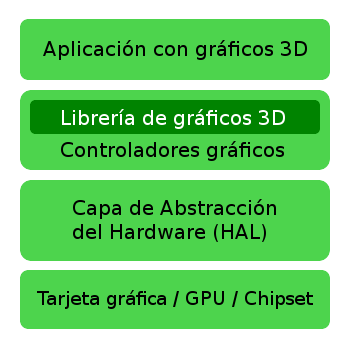 Aplicación con gráficos 3D
Librería de gráficos 3D
Controladores gráficos
Capa de Abstracción
del Hardware (HAL)
Tarjeta gráfica / GPU / Chipset